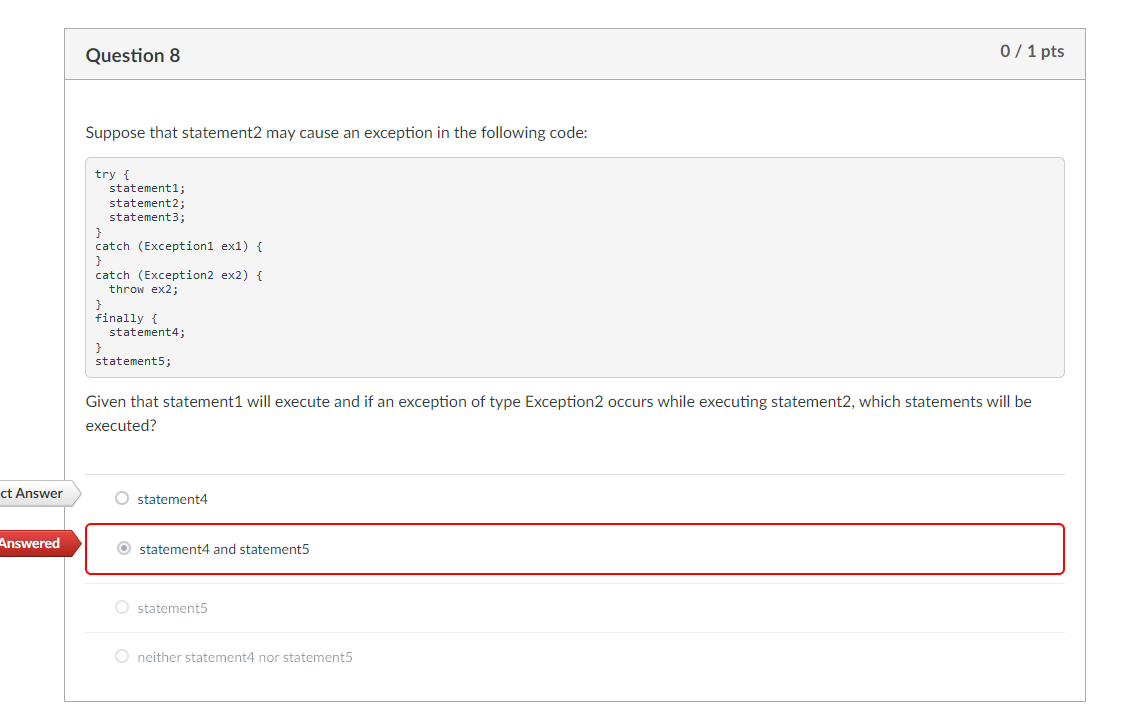 Question 8
0 / 1 pts
Suppose that statement2 may cause an exception in the following code:
try {
  statement1;
  statement2;
  statement3;
}
catch (Exception1 ex1) {
}
catch (Exception2 ex2) {
  throw ex2;
}
finally {
  statement4;
}
statement5;
Given that statement1 will execute and if an exception of type Exception2 occurs while executing statement2, which statements will be
executed?
ct Answer
statement4
Answered
statement4 and statement5
statement5
neither statement4 nor statement5